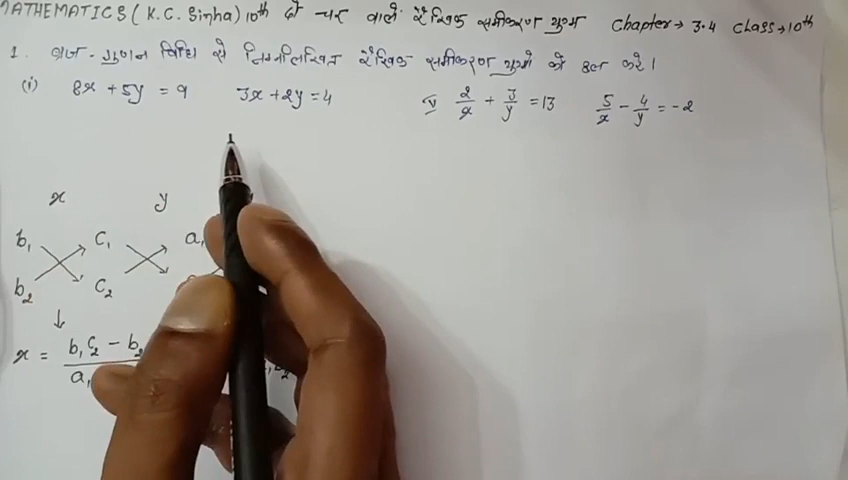 MATHEMATICS (K.C. Sinha) 10th दो चर वाले रैखिक समीकरण युग्म Chapter → 3.4 Class → 10th
1. बज्र-गुणन विधि से निम्नलिखित रैखिक समीकरण युग्मो को हल करे।
(i) 8x + 5y = 9 3x + 2y = 4 v 2/x + 3/y = 13 5/x - 4/y = -2
x y
b₁ c₁ a₁
b₂ c₂
x = b₁c₂ - b₂
a₁